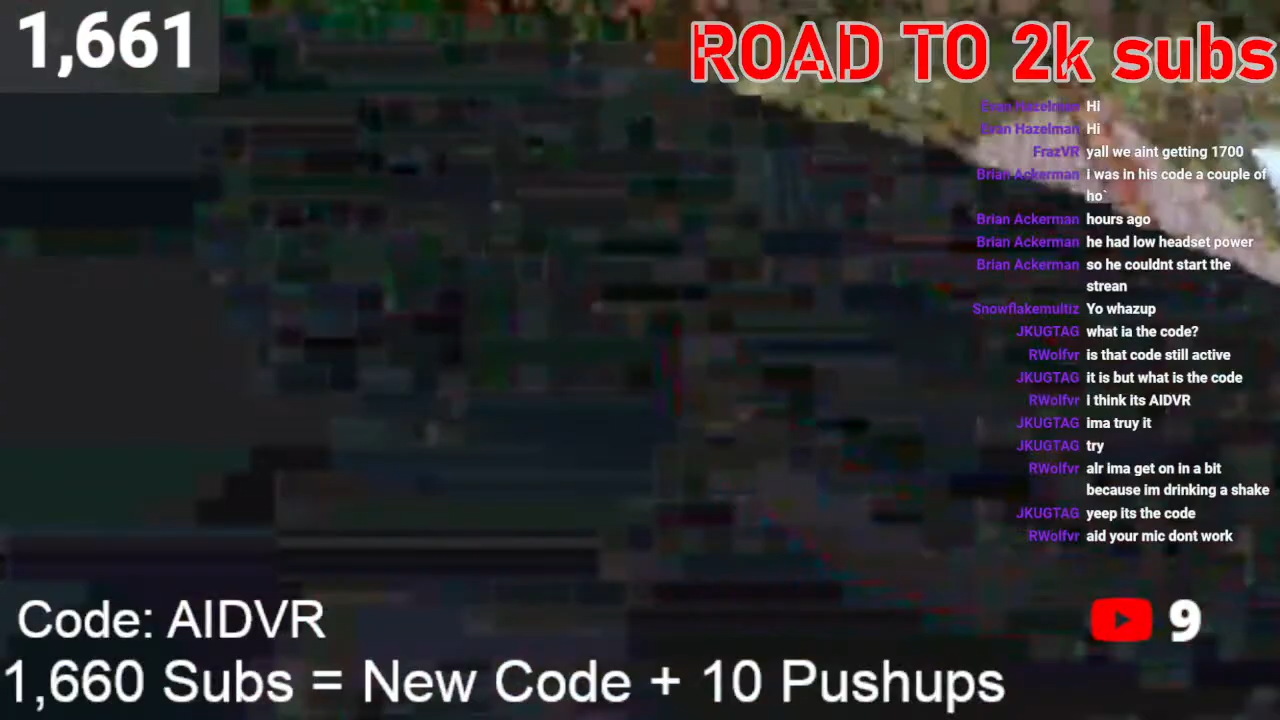 1,661
ROAD TO 2k subs
Evan Hazelman Hi
Evan Hazelman Hi
FrazVR yall we aint getting 1700
Brian Ackerman i was in his code a couple of
ho`
Brian Ackerman hours ago
Brian Ackerman he had low headset power
Brian Ackerman so he couldnt start the
strean
Snowflakemultiz Yo whazup
JKUGTAG what ia the code?
RWolfvr is that code still active
JKUGTAG it is but what is the code
RWolfvr i think its AIDVR
JKUGTAG ima truy it
JKUGTAG try
RWolfvr alr ima get on in a bit
because im drinking a shake
JKUGTAG yeep its the code
RWolfvr aid your mic dont work
Code: AIDVR
9
1,660 Subs = New Code + 10 Pushups